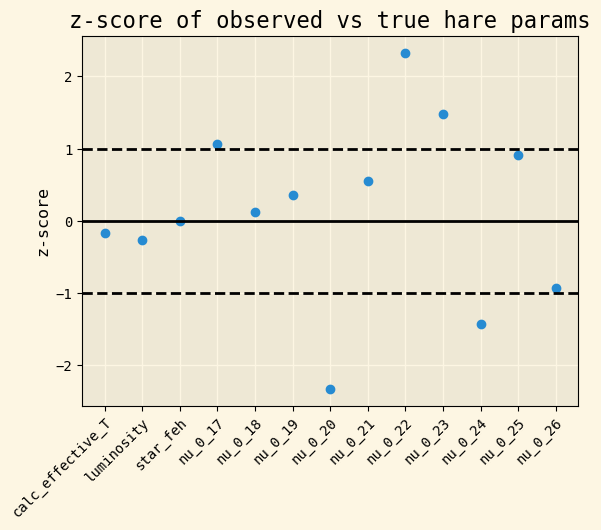 z-score of observed vs true hare params
z-score
2
1
0
−1
−2
calc_effective_T
luminosity
star_feh
nu_0_17
nu_0_18
nu_0_19
nu_0_20
nu_0_21
nu_0_22
nu_0_23
nu_0_24
nu_0_25
nu_0_26